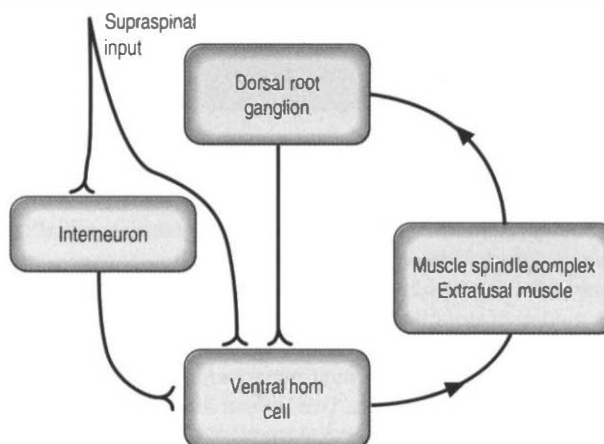 Supraspinal
input
Dorsal root
ganglion
Interneuron
Muscle spindle complex
Extrafusal muscle
Ventral horn
cell